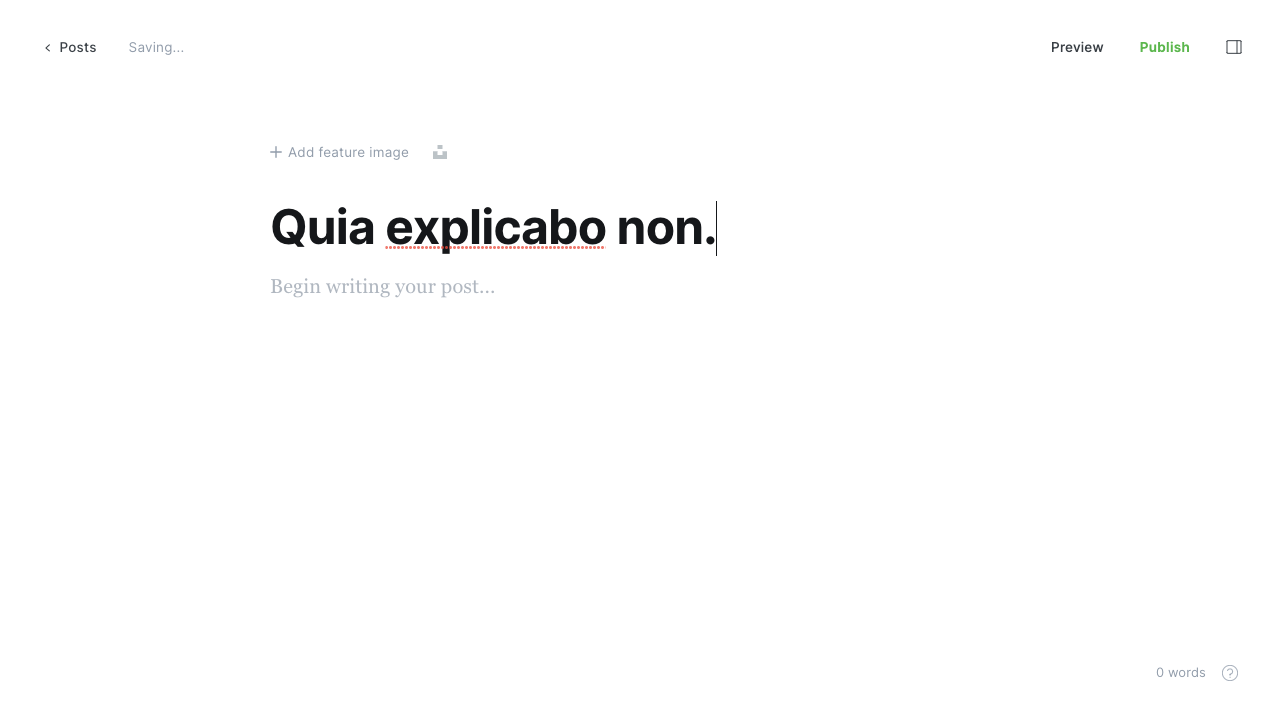 Posts
Saving...
Preview
Publish
Add feature image
Quia explicabo non.
Begin writing your post...
0 words
?